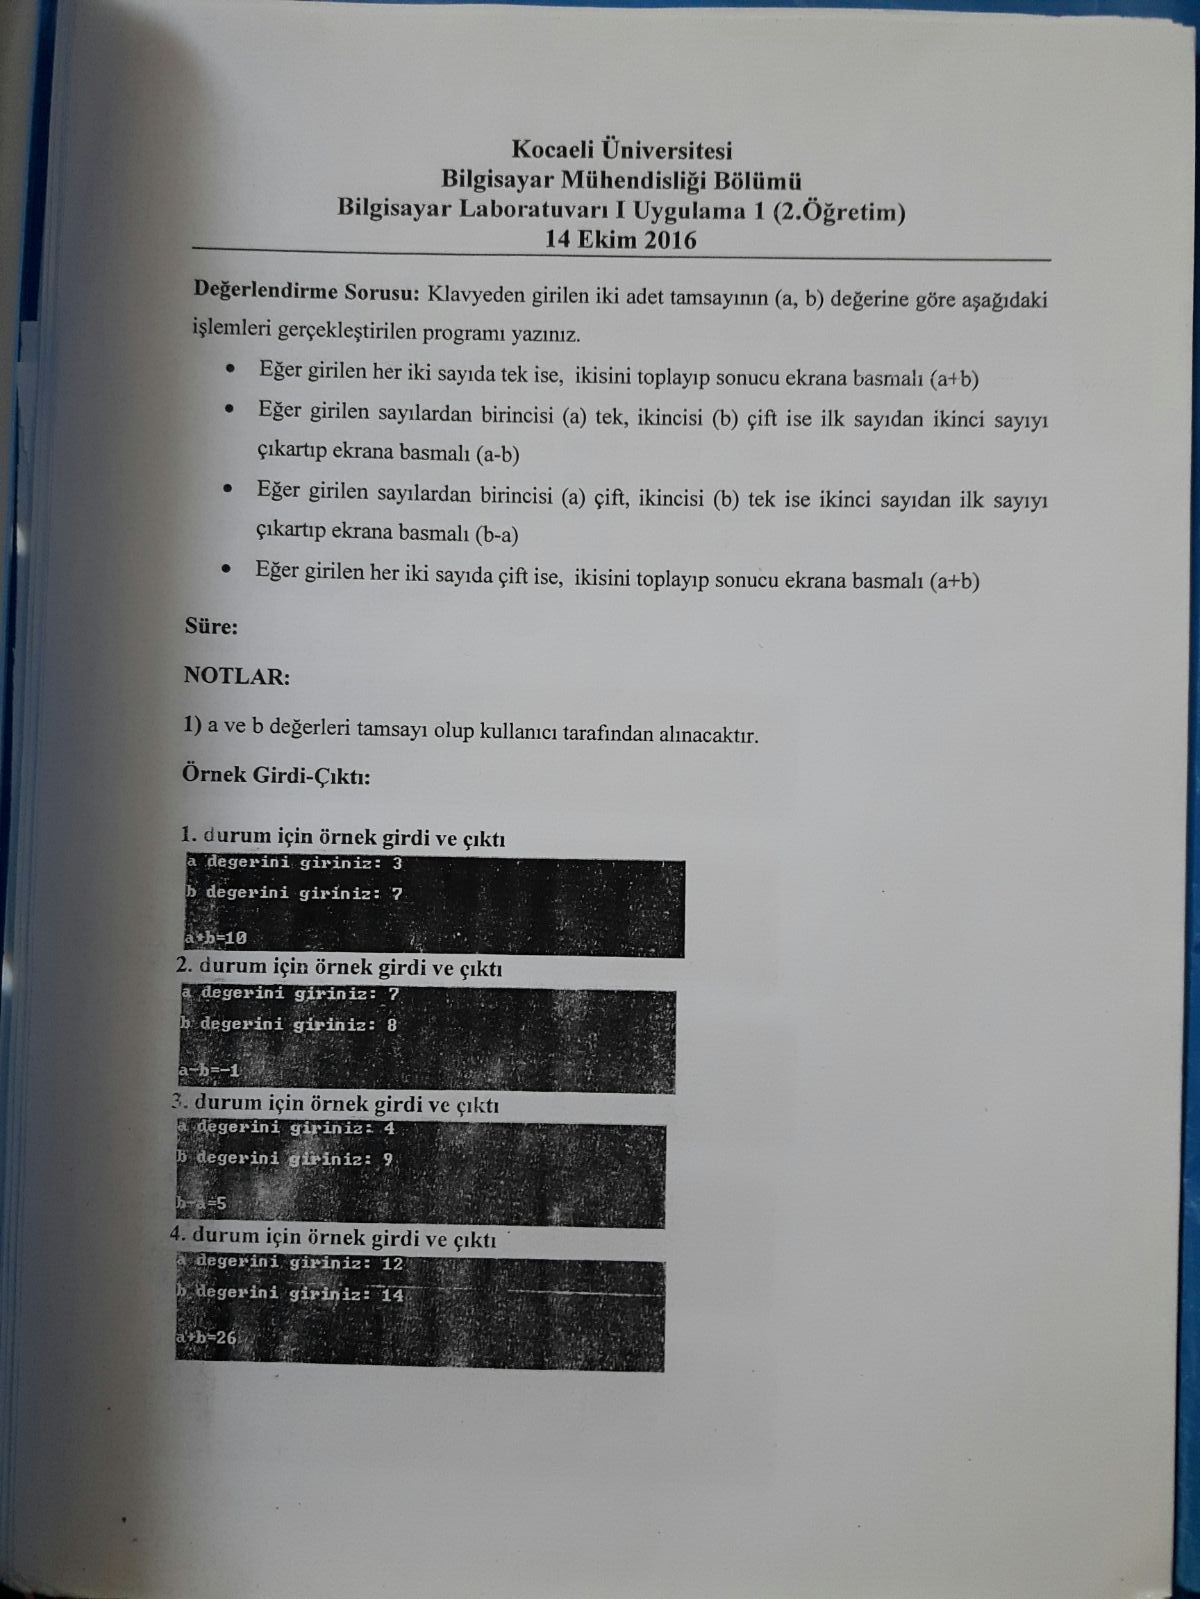 Kocaeli Üniversitesi
Bilgisayar Mühendisliği Bölümü
Bilgisayar Laboratuvarı I Uygulama 1 (2.Öğretim)
14 Ekim 2016
Değerlendirme Sorusu: Klavyeden girilen iki adet tamsayının (a, b) değerine göre aşağıdaki
işlemleri gerçekleştirilen programı yazınız.
• Eğer girilen her iki sayıda tek ise, ikisini toplayıp sonucu ekrana basmalı (a+b)
• Eğer girilen sayılardan birincisi (a) tek, ikincisi (b) çift ise ilk sayıdan ikinci sayıyı
çıkartıp ekrana basmalı (a-b)
• Eğer girilen sayılardan birincisi (a) çift, ikincisi (b) tek ise ikinci sayıdan ilk sayıyı
çıkartıp ekrana basmalı (b-a)
• Eğer girilen her iki sayıda çift ise, ikisini toplayıp sonucu ekrana basmalı (a+b)
Süre:
NOTLAR:
1) a ve b değerleri tamsayı olup kullanıcı tarafından alınacaktır.
Örnek Girdi-Çıktı:
1. durum için örnek girdi ve çıktı
a degerini giriniz: 3
b degerini giriniz: 7
a+b=10
2. durum için örnek girdi ve çıktı
a degerini giriniz: 7
b degerini giriniz: 8
a-b=-1
3. durum için örnek girdi ve çıktı
a degerini giriniz: 4
b degerini giriniz: 9
b-a=5
4. durum için örnek girdi ve çıktı
a degerini giriniz: 12
b degerini giriniz: 14
a+b=26